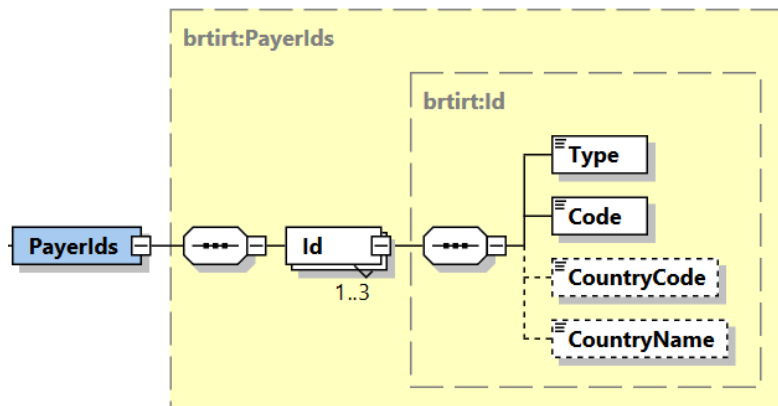 brtirt:PayerIds
brtirt:Id
Type
Code
PayerIds
Id
1..3
CountryCode
CountryName